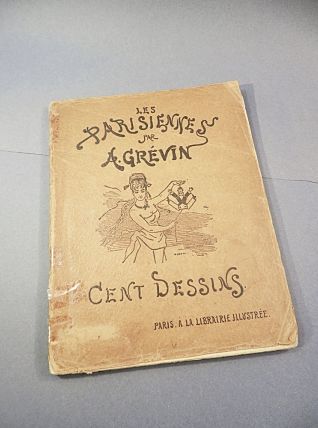 LES
PARISIENNES
PAR
A. GRÉVIN
CENT DESSINS.
PARIS. A LA LIBRAIRIE ILLUSTRÉE.